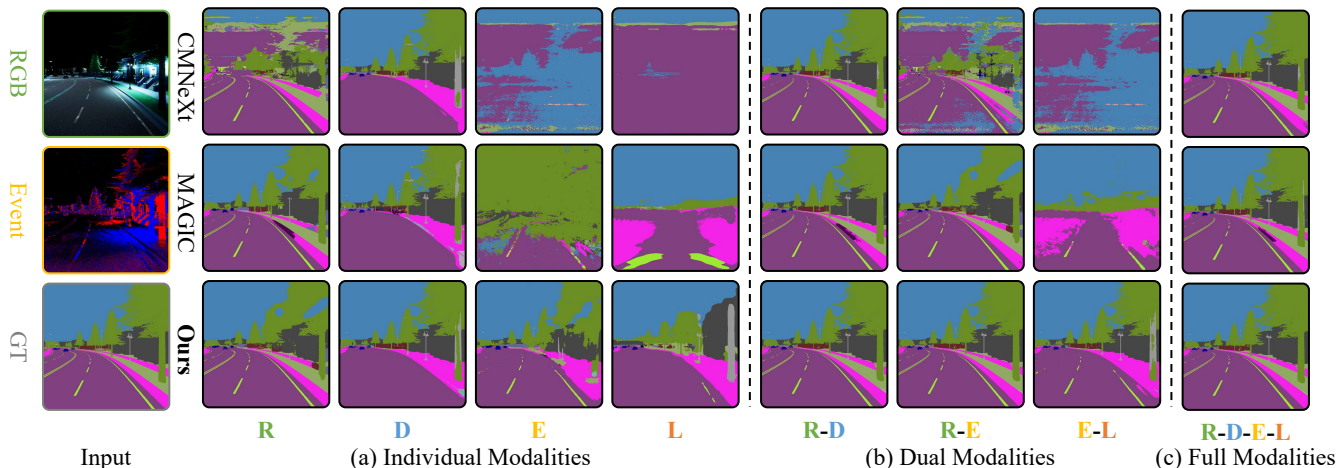 RGB
CMNeXt
Event
MAGIC
GT
Ours
R D E L R-D R-E E-L R-D-E-L
Input (a) Individual Modalities (b) Dual Modalities (c) Full Modalities